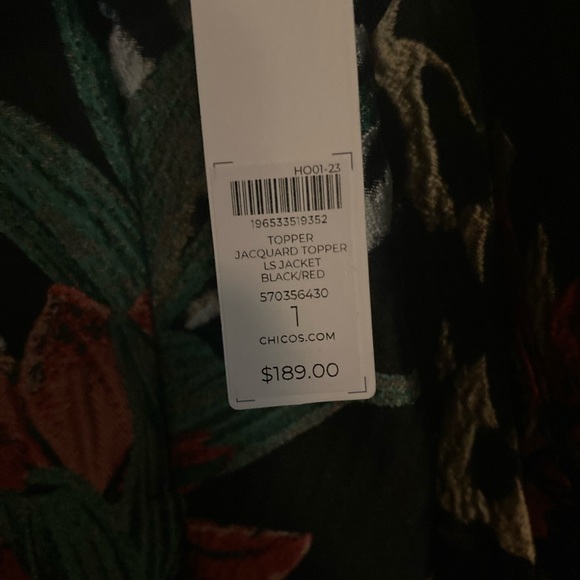 HO01-23
196533519352
TOPPER
JACQUARD TOPPER
LS JACKET
BLACK/RED
570356430
1
CHICOS.COM
$189.00